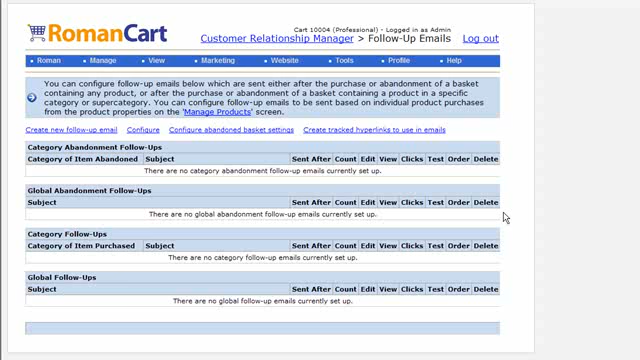 RomanCart
Cart 10004 (Professional) - Logged in as Admin
Customer Relationship Manager > Follow-Up Emails Log out
Roman Manage View Marketing Website Tools Profile Help
You can configure follow-up emails below which are sent either after the purchase or abandonment of a basket
containing any product, or after the purchase or abandonment of a basket containing a product in a specific
category or supercategory. You can configure follow-up emails to be sent based on individual product purchases
from the product properties on the 'Manage Products' screen.
Create new follow-up email Configure Configure abandoned basket settings Create tracked hyperlinks to use in emails
Category Abandonment Follow-Ups
Category of Item Abandoned Subject Sent After Count Edit View Clicks Test Order Delete
There are no category abandonment follow-up emails currently set up.
Global Abandonment Follow-Ups
Subject Sent After Count Edit View Clicks Test Order Delete
There are no global abandonment follow-up emails currently set up.
Category Follow-Ups
Category of Item Purchased Subject Sent After Count Edit View Clicks Test Order Delete
There are no category follow-up emails currently set up.
Global Follow-Ups
Subject Sent After Count Edit View Clicks Test Order Delete
There are no global follow-up emails currently set up.